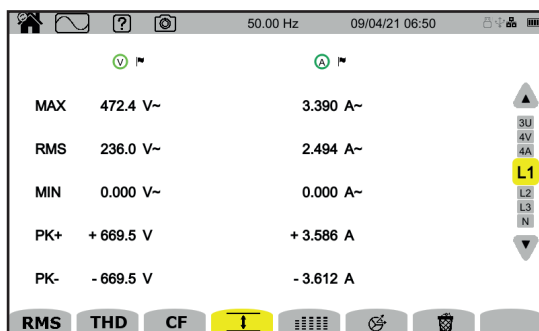 ? 50.00 Hz 09/04/21 06:50
V A
MAX 472.4 V~ 3.390 A~
RMS 236.0 V~ 2.494 A~
MIN 0.000 V~ 0.000 A~
PK+ + 669.5 V + 3.586 A
PK- - 669.5 V - 3.612 A
3U
4V
4A
L1
L2
L3
N
RMS THD CF